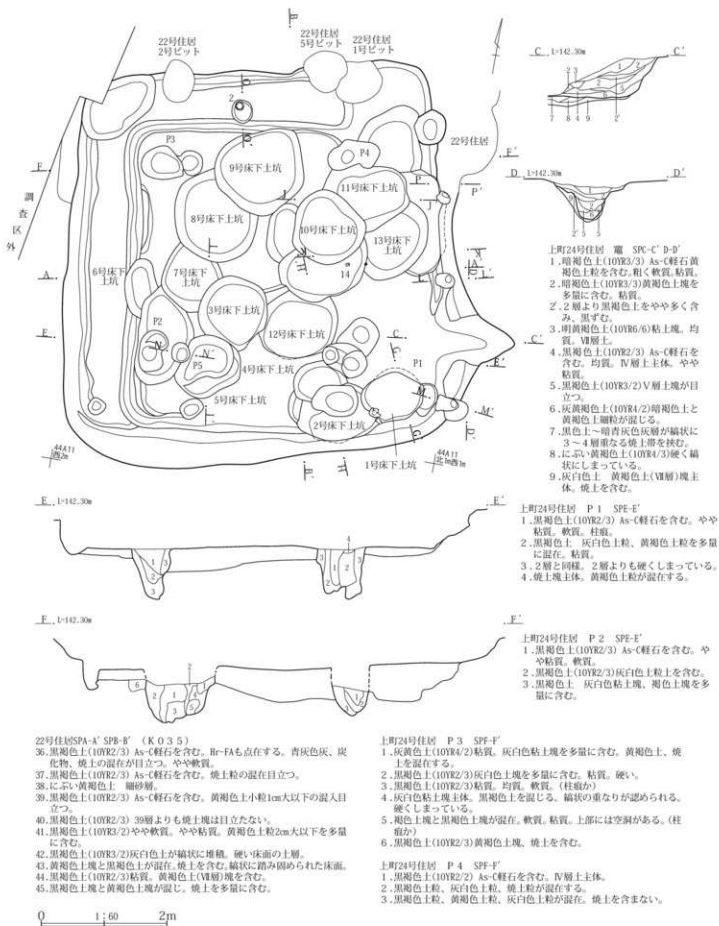 22号住居
2号ピット
22号住居
5号ピット
22号住居
1号ピット
B
調査区外
2
P3
P4
22号住居
9号床下土坑
8号床下土坑
11号床下土坑
10号床下土坑
13号床下土坑
6号床下
土坑
7号床下
土坑
14
3号床下
土坑
12号床下土坑
P2
P5
4号床下土坑
5号床下土坑
2号床下土坑
1号床下土坑
P1
44A11
西2m
44A11
北1m西1m
C L=142.30m C'
D L=142.30m D'
上町24号住居 竈 SPC-C' D-D'
1.暗褐色土(10YR3/3) As-C軽石黄
褐色土粒を含む。粗く軟質。粘質。
2.暗褐色土(10YR3/3)黄褐色土塊を
多量に含む。粘質。
2'.2層より黒褐色土をやや多く含
み、黒ずむ。
3.明黄褐色土(10YR6/6)粘土塊。均
質。Ⅶ層土。
4.黒褐色土(10YR2/3) As-C軽石を
含む。均質。Ⅳ層土主体。やや
粘質。
5.黒褐色土(10YR3/2)Ⅴ層土塊が目
立つ。
6.灰黄褐色土(10YR4/2)暗褐色土と
黄褐色土細粒が混じる。
7.黒色土~暗青灰色灰層が縞状に
3~4層重なる焼土帯を挟む。
8.にぶい黄褐色土(10YR4/3)硬く縞
状にしまっている。
9.灰白色土 黄褐色土(Ⅶ層)塊主
体。焼土を含む。
E L=142.30m E'
上町24号住居 P1 SPE-E'
1.黒褐色土(10YR2/3) As-C軽石を含む。やや
粘質。軟質。柱痕。
2.黒褐色土 灰白色土粒、黄褐色土粒を多量
に混在。粘質。
3.2層と同様。2層よりも硬くしまっている。
4.焼土塊主体。黄褐色土粒が混在する。
F L=142.30m F'
上町24号住居 P2 SPE-E'
1.黒褐色土(10YR2/3) As-C軽石を含む。や
や粘質。軟質。
2.黒褐色土(10YR2/3)灰白色土粒土を含む。
3.黒褐色土 灰白色粘土塊、褐色土塊を多
量に含む。
22号住居SPA-A' SPB-B' (K035)
36.黒褐色土(10YR2/3) As-C軽石を含む。Hr-FAも点在する。青灰色灰、炭
化物、焼土の混在が目立つ。やや軟質。
37.黒褐色土(10YR2/3) As-C軽石を含む。焼土粒の混在目立つ。
38.にぶい黄褐色土 細砂層。
39.黒褐色土(10YR2/3) As-C軽石を含む。黄褐色土小粒1cm大以下の混入目
立つ。
40.黒褐色土(10YR2/3) 39層よりも焼土塊は目立たない。
41.黒褐色土(10YR3/2)やや軟質。やや粘質。黄褐色土粒2cm大以下を多量
に含む。
42.黒褐色土(10YR3/2)灰白色土が縞状に堆積。硬い床面の土層。
43.黄褐色土塊と黒褐色土が混在。焼土を含む。縞状に踏み固められた床面。
44.黒褐色土(10YR2/3)粘質。黄褐色土(Ⅶ層)塊を含む。
45.黒褐色土塊と黄褐色土塊が混じ、焼土を多量に含む。
上町24号住居 P3 SPF-F'
1.灰黄色土(10YR4/2)粘質。灰白色粘土塊を多量に含む。黄褐色土、焼
土を混在する。
2.黒褐色土(10YR2/3)灰白色土塊を多量に含む。粘質。硬い。
3.黒褐色土(10YR2/3)粘質。均質。軟質。(柱痕か)
4.灰白色粘土塊主体。黒褐色土を混じる。縞状の重なりが認められる。
硬くしまっている。
5.褐色土塊と黒褐色土塊が混在。軟質。粘質。上部には空洞がある。(柱
痕か)
6.黒褐色土(10YR2/3)黄褐色土塊、焼土を含む。
上町24号住居 P4 SPF-F'
1.黒褐色土(10YR2/2) As-C軽石を含む。Ⅳ層土主体。
2.黒褐色土粒、灰白色土粒、焼土粒が混在する。
3.黒褐色土粒、黄褐色土粒、灰白色土粒が混在。焼土を含まない。
0 1:60 2m